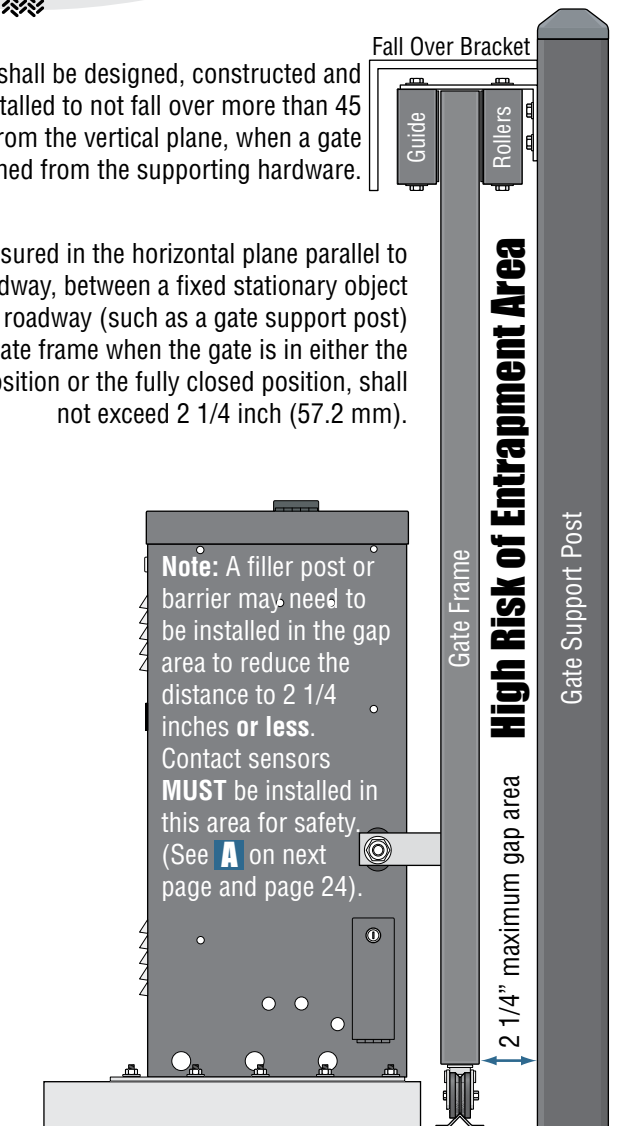 Fall Over Bracket
shall be designed, constructed and
talled to not fall over more than 45
rom the vertical plane, when a gate
hed from the supporting hardware.
Guide
Rollers
sured in the horizontal plane parallel to
dway, between a fixed stationary object
roadway (such as a gate support post)
ate frame when the gate is in either the
osition or the fully closed position, shall
not exceed 2 1/4 inch (57.2 mm).
Note: A filler post or
barrier may need to
be installed in the gap
area to reduce the
distance to 2 1/4
inches or less.
Contact sensors
MUST be installed in
this area for safety.
(See A on next
page and page 24).
Gate Frame
High Risk of Entrapment Area
2 1/4” maximum gap area
Gate Support Post